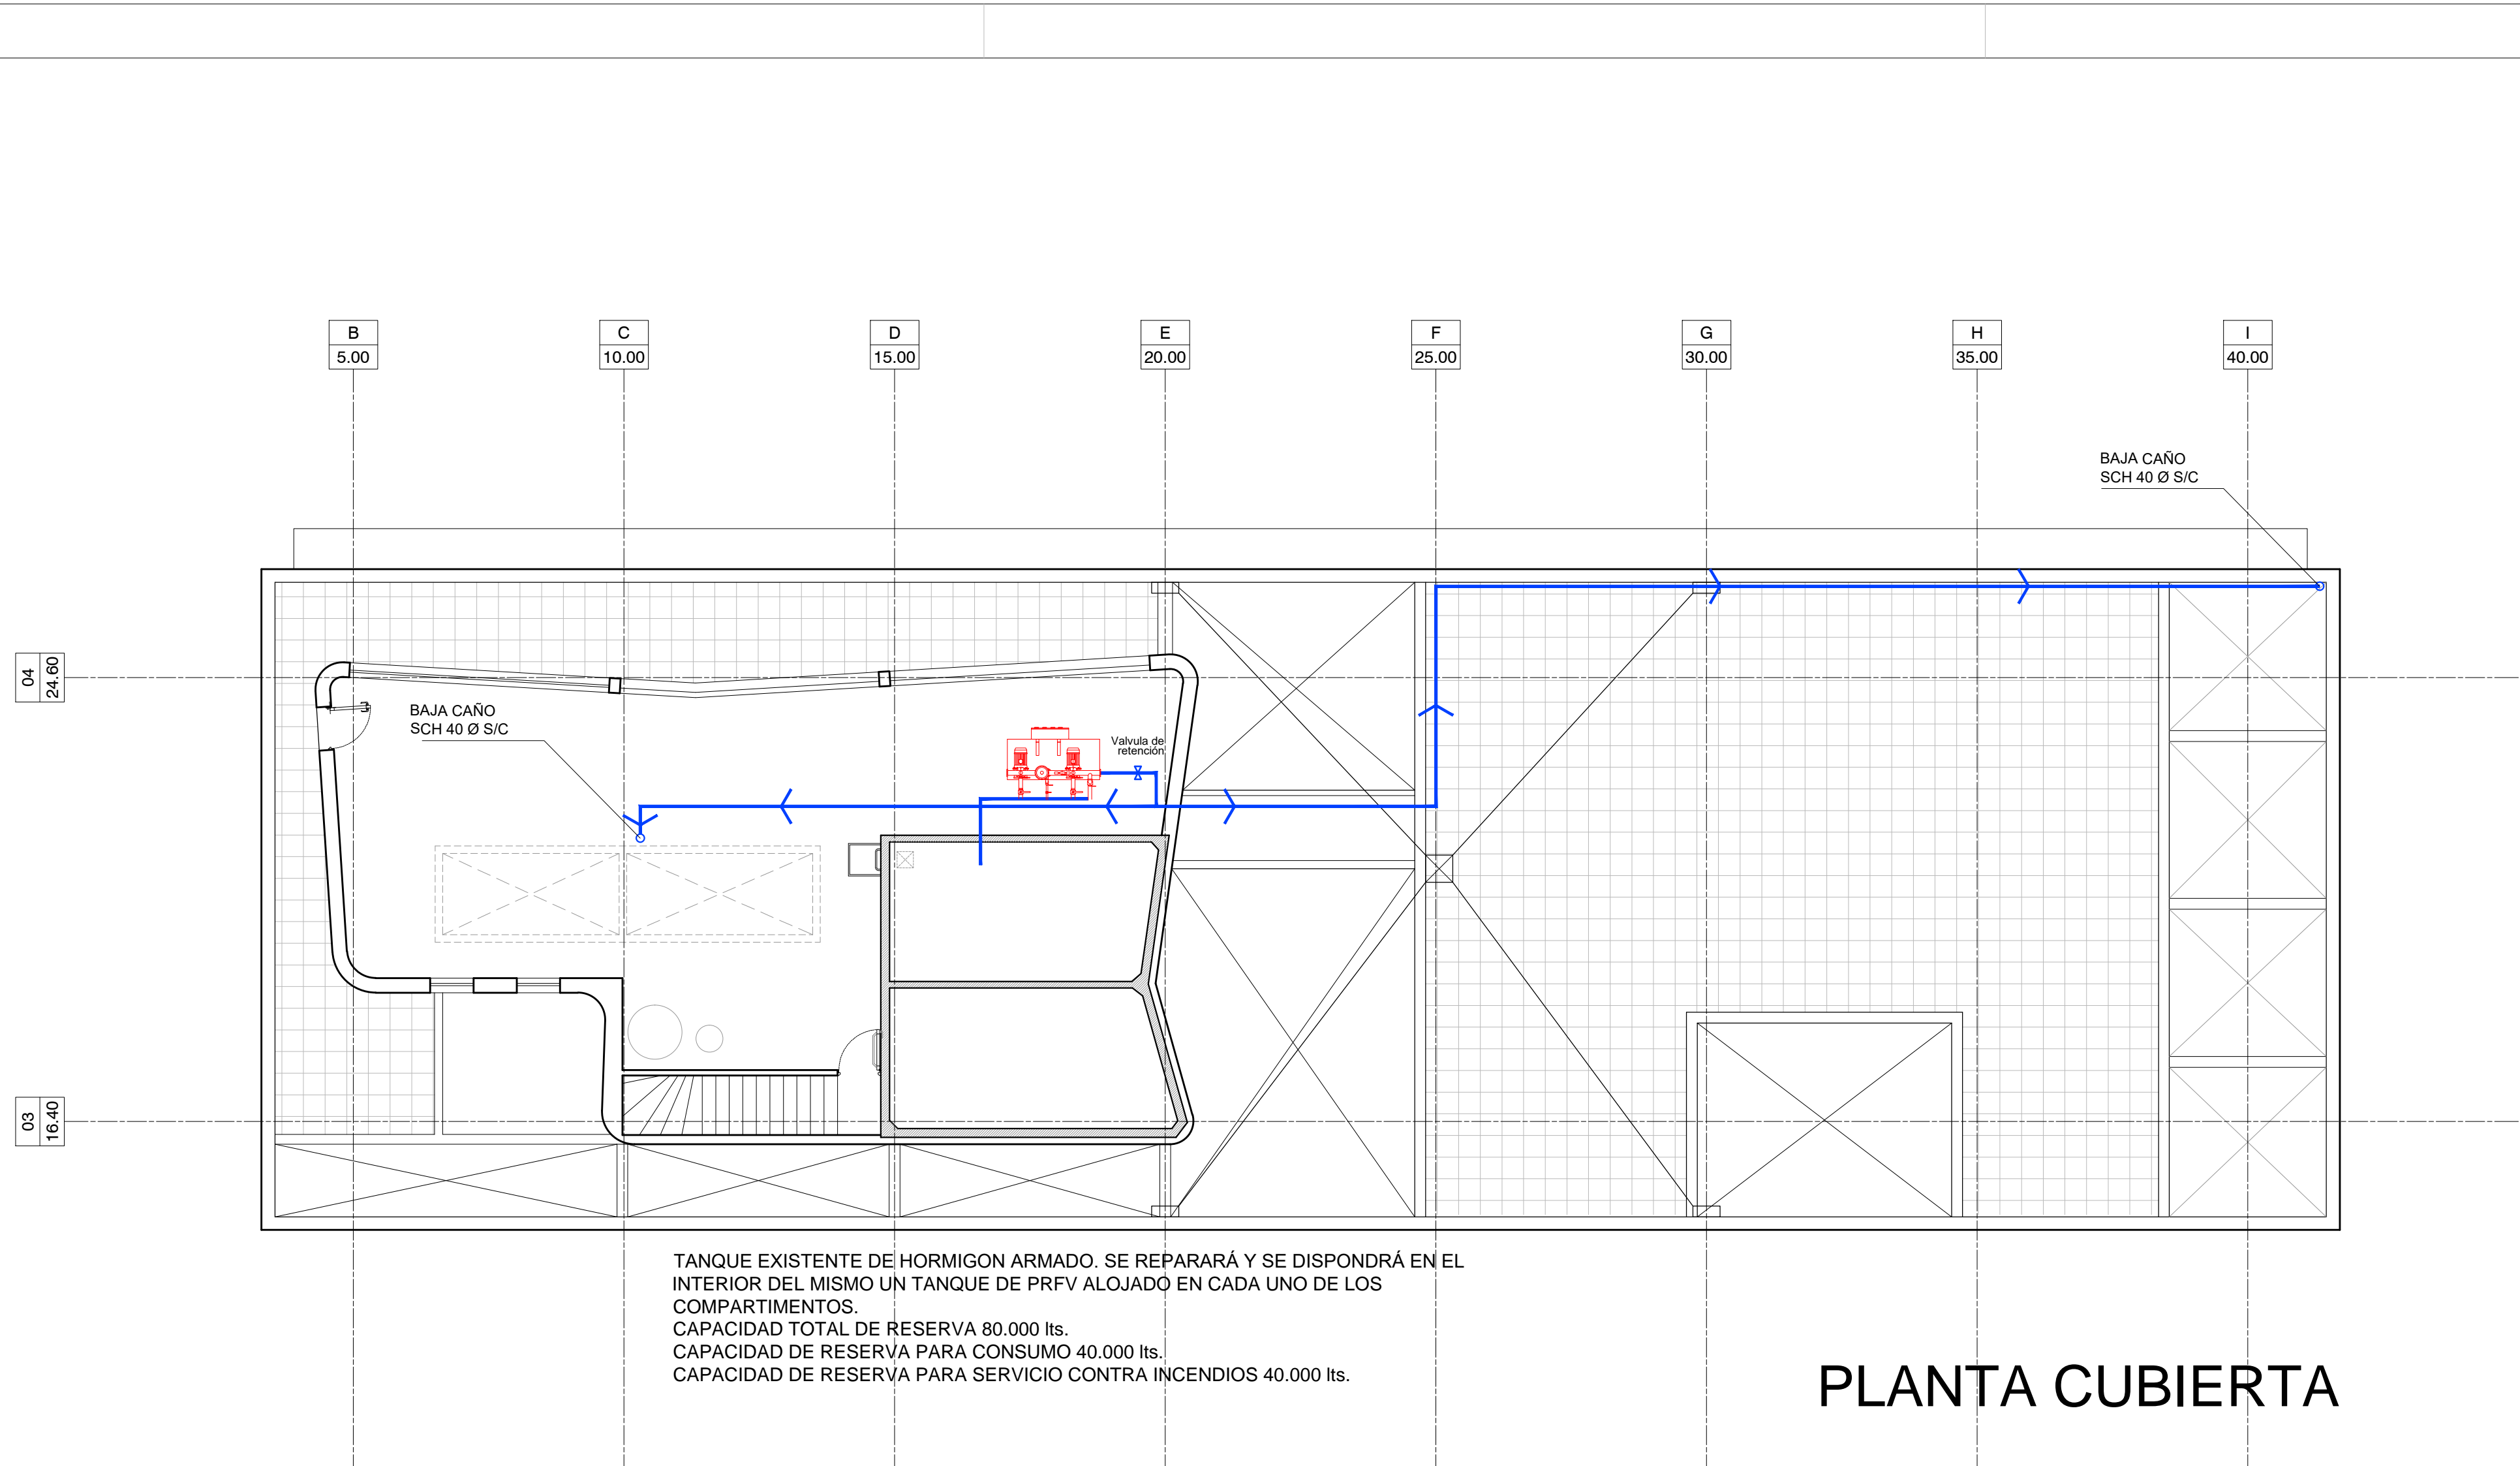 B
C
D
E
F
G
H
I
5.00
10.00
15.00
20.00
25.00
30.00
35.00
40.00
BAJA CAÑO
SCH 40 Ø S/C
04
24.60
BAJA CAÑO
SCH 40 Ø S/C
Valvula de
retención
03
16.40
TANQUE EXISTENTE DE HORMIGON ARMADO. SE REPARARÁ Y SE DISPONDRÁ EN EL
INTERIOR DEL MISMO UN TANQUE DE PRFV ALOJADO EN CADA UNO DE LOS
COMPARTIMENTOS.
CAPACIDAD TOTAL DE RESERVA 80.000 lts.
CAPACIDAD DE RESERVA PARA CONSUMO 40.000 lts.
CAPACIDAD DE RESERVA PARA SERVICIO CONTRA INCENDIOS 40.000 lts.
PLANTA CUBIERTA